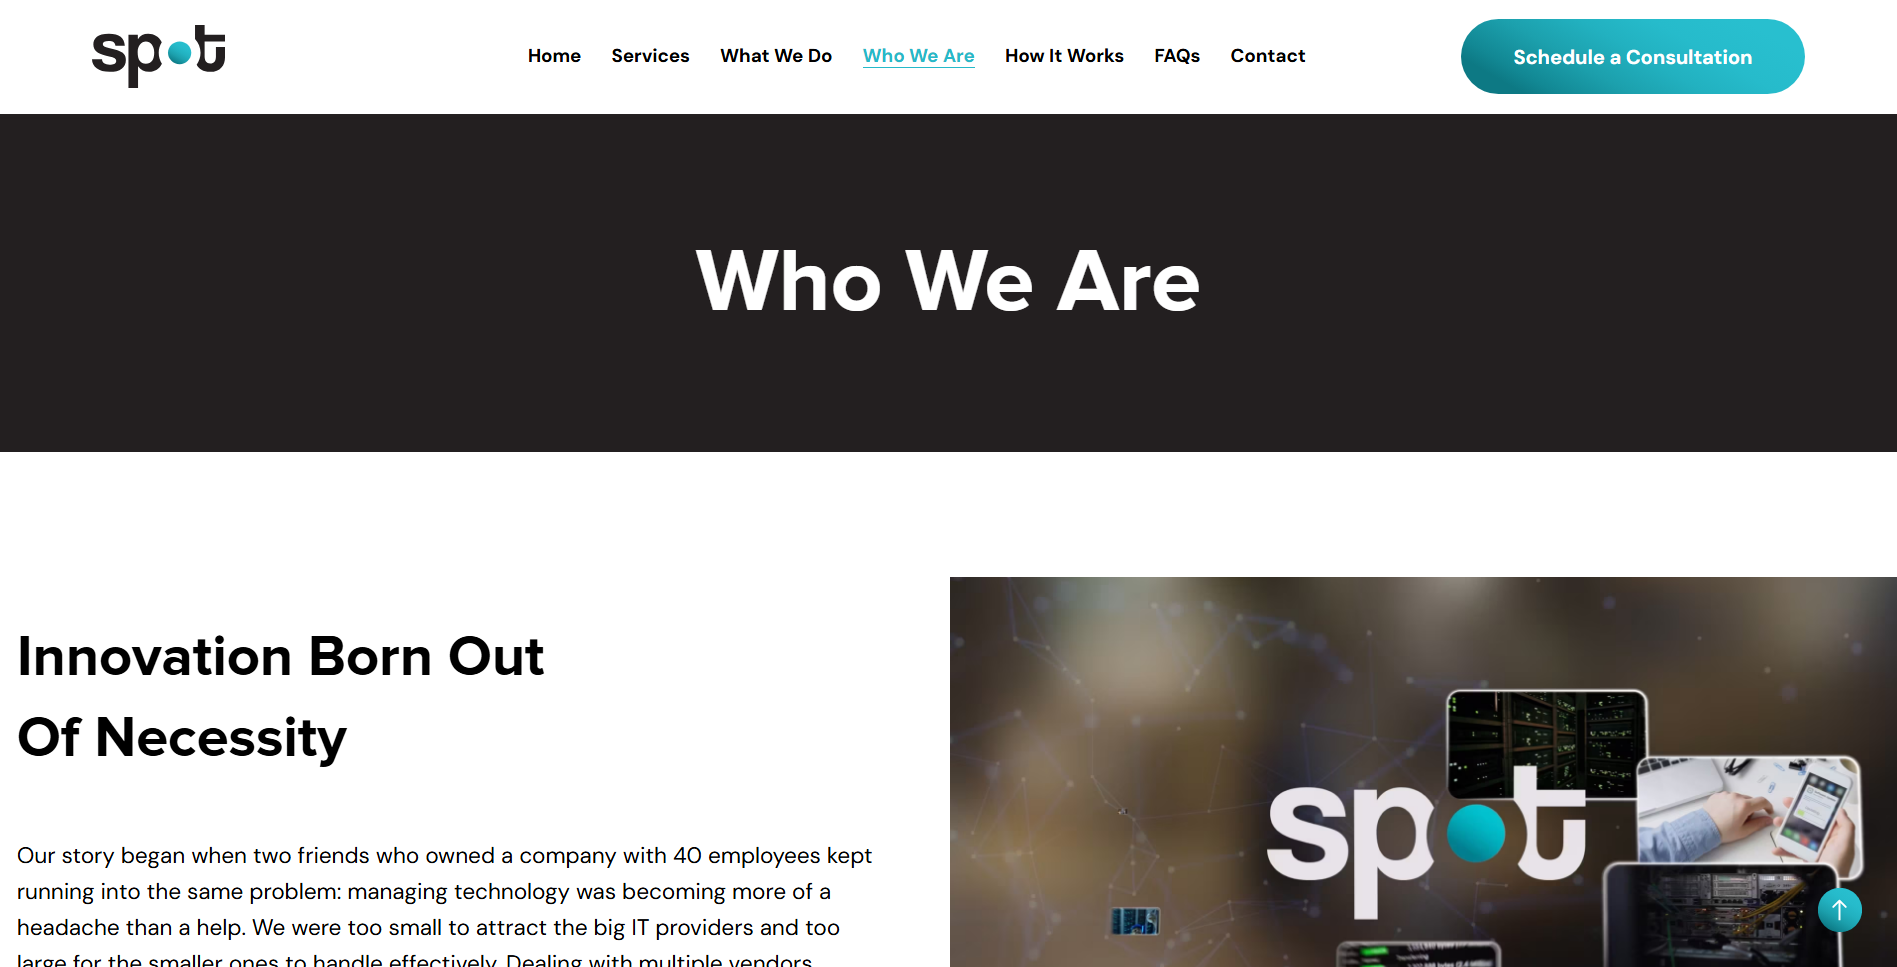 spot
Home Services What We Do Who We Are How It Works FAQs Contact
Schedule a Consultation
Who We Are
Innovation Born Out
Of Necessity
Our story began when two friends who owned a company with 40 employees kept
running into the same problem: managing technology was becoming more of a
headache than a help. We were too small to attract the big IT providers and too
large for the smaller ones to handle effectively. Dealing with multiple vendors
spot